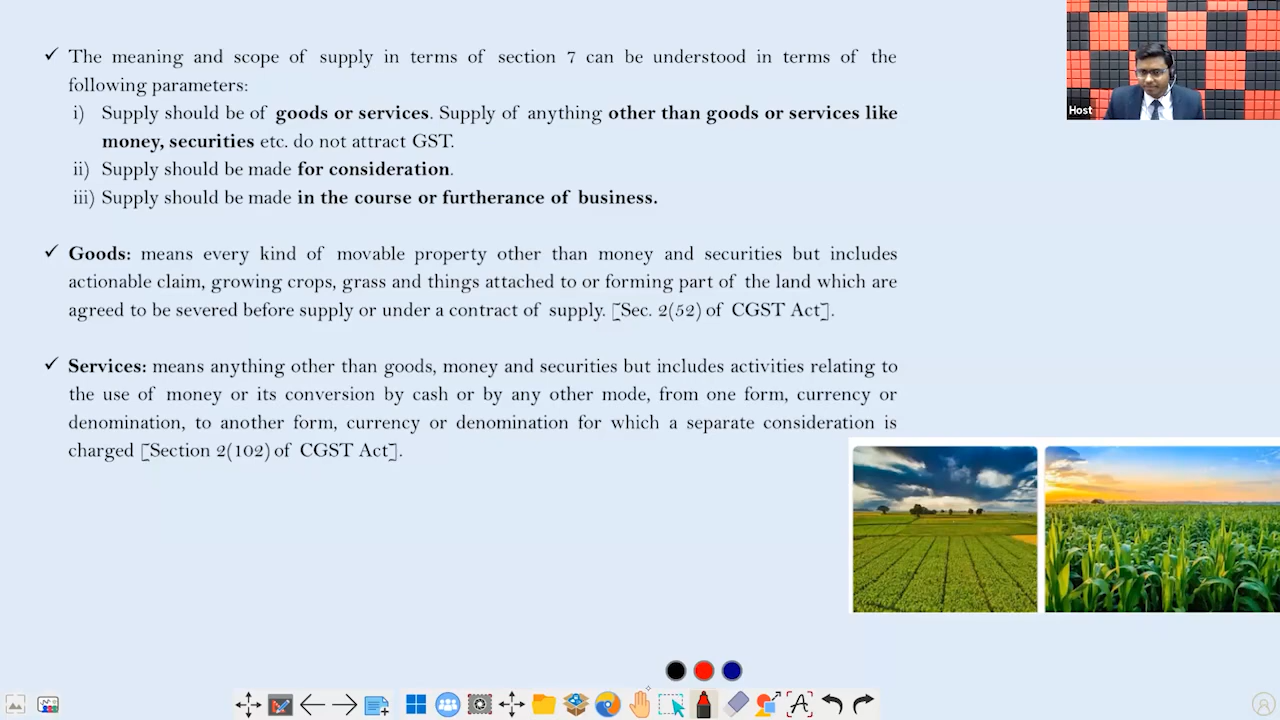 ✓ The meaning and scope of supply in terms of section 7 can be understood in terms of the
following parameters:
i) Supply should be of goods or services. Supply of anything other than goods or services like
money, securities etc. do not attract GST.
ii) Supply should be made for consideration.
iii) Supply should be made in the course or furtherance of business.
✓ Goods: means every kind of movable property other than money and securities but includes
actionable claim, growing crops, grass and things attached to or forming part of the land which are
agreed to be severed before supply or under a contract of supply. [Sec. 2(52) of CGST Act].
✓ Services: means anything other than goods, money and securities but includes activities relating to
the use of money or its conversion by cash or by any other mode, from one form, currency or
denomination, to another form, currency or denomination for which a separate consideration is
charged [Section 2(102) of CGST Act].
Host